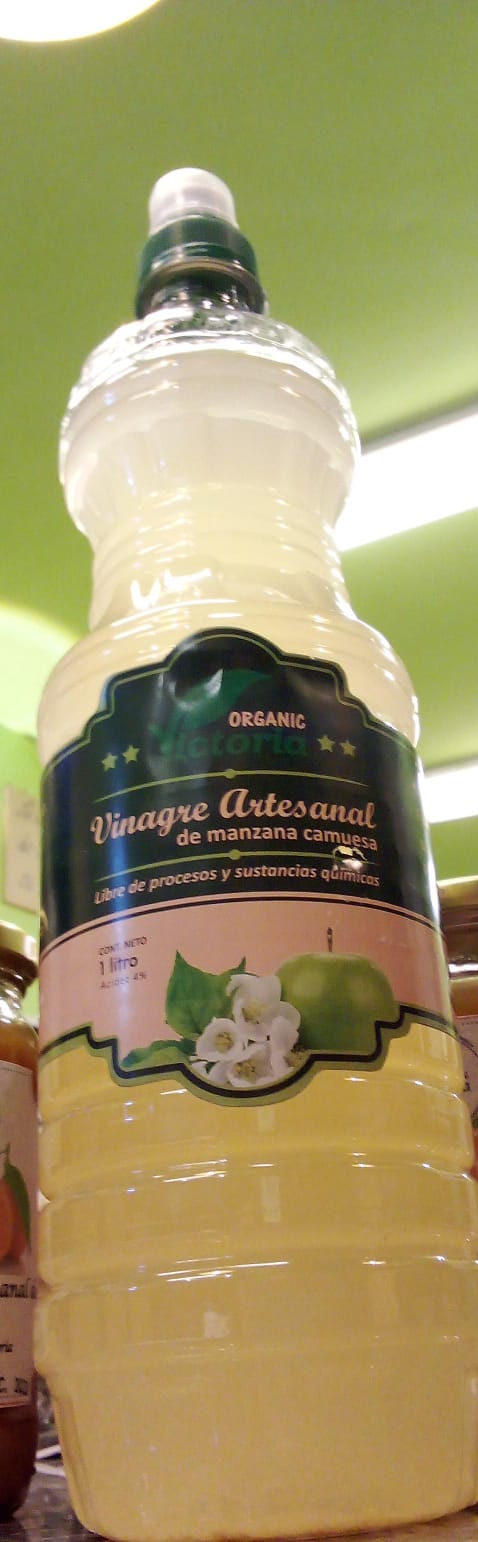 ORGANIC
Victoria
Vinagre Artesanal
de manzana camuesa
Libre de procesos y sustancias químicas
CONT. NETO
1 litro
Acidez 4%